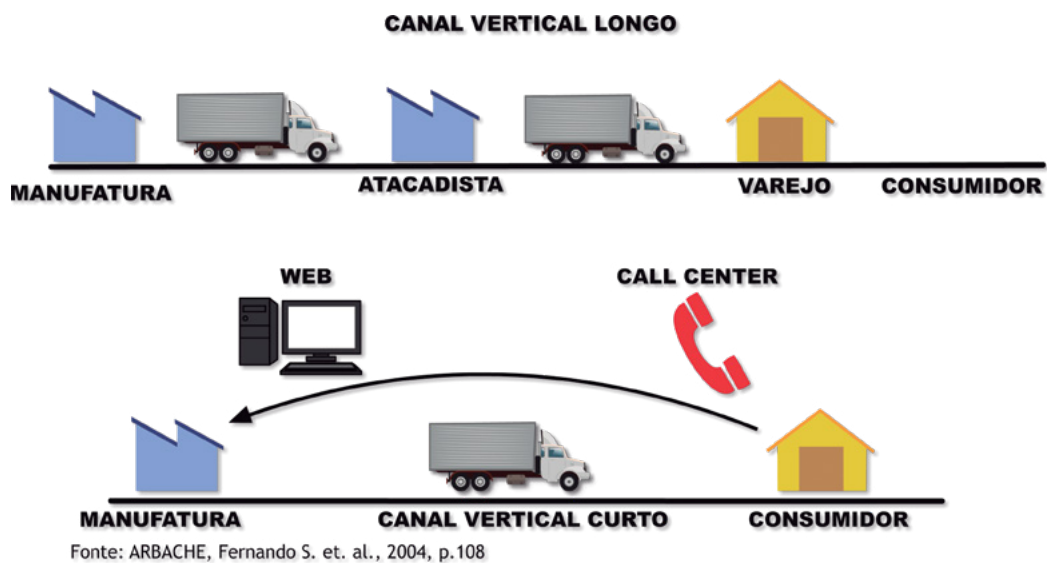 CANAL VERTICAL LONGO
MANUFATURA
ATACADISTA
VAREJO
CONSUMIDOR
WEB
CALL CENTER
MANUFATURA
CANAL VERTICAL CURTO
CONSUMIDOR
Fonte: ARBACHE, Fernando S. et. al., 2004, p.108